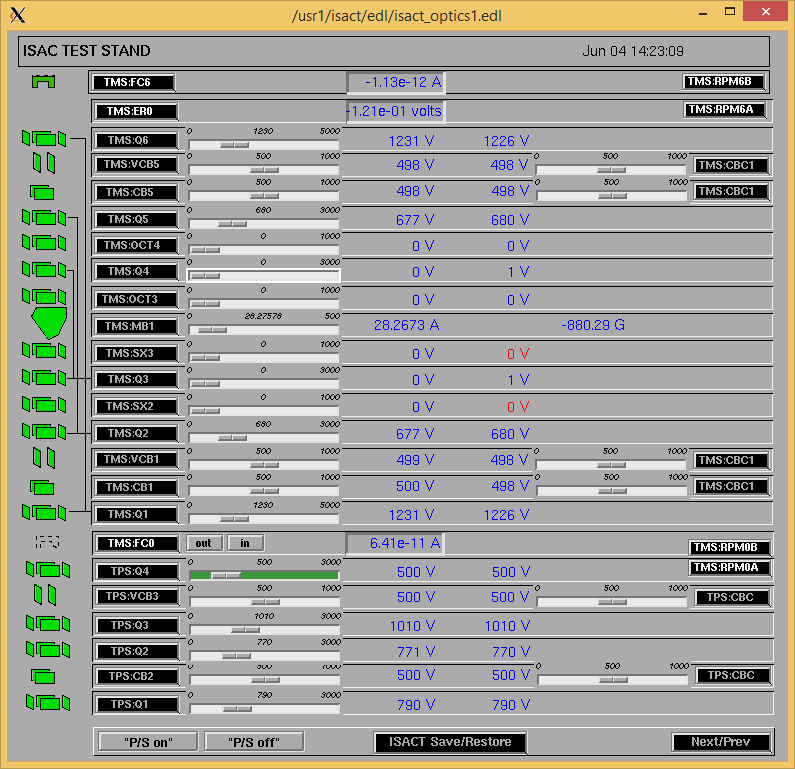 X /usr1/isact/edl/isact_optics1.edl
ISAC TEST STAND Jun 04 14:23:09
TMS:FC6 -1.13e-12 A TMS:RPM6B
TMS:ER0 -1.21e-01 volts TMS:RPM6A
TMS:Q6 0 1230 5000 1231 V 1226 V
TMS:VCB5 0 500 1000 498 V 498 V 0 500 1000 TMS:CBC1
TMS:CB5 0 500 1000 498 V 498 V 0 500 1000 TMS:CBC1
TMS:Q5 0 680 3000 677 V 680 V
TMS:OCT4 0 0 1000 0 V 0 V
TMS:Q4 0 0 3000 0 V 1 V
TMS:OCT3 0 0 1000 0 V 0 V
TMS:MB1 0 28.27578 500 28.2673 A -880.29 G
TMS:SX3 0 0 1000 0 V 0 V
TMS:Q3 0 0 1000 0 V 1 V
TMS:SX2 0 0 1000 0 V 0 V
TMS:Q2 0 680 3000 677 V 680 V
TMS:VCB1 0 500 1000 499 V 498 V 0 500 1000 TMS:CBC1
TMS:CB1 0 500 1000 500 V 498 V 0 500 1000 TMS:CBC1
TMS:Q1 0 1230 5000 1231 V 1226 V
TMS:FC0 out in 6.41e-11 A TMS:RPM0B
TPS:Q4 0 500 3000 500 V 500 V TMS:RPM0A
TPS:VCB3 0 500 1000 500 V 500 V 0 500 1000 TPS:CBC
TPS:Q3 0 1010 3000 1010 V 1010 V
TPS:Q2 0 770 3000 771 V 770 V
TPS:CB2 0 500 1000 500 V 500 V 0 500 1000 TPS:CBC
TPS:Q1 0 790 3000 790 V 790 V
"P/S on" "P/S off" ISACT Save/Restore Next/Prev